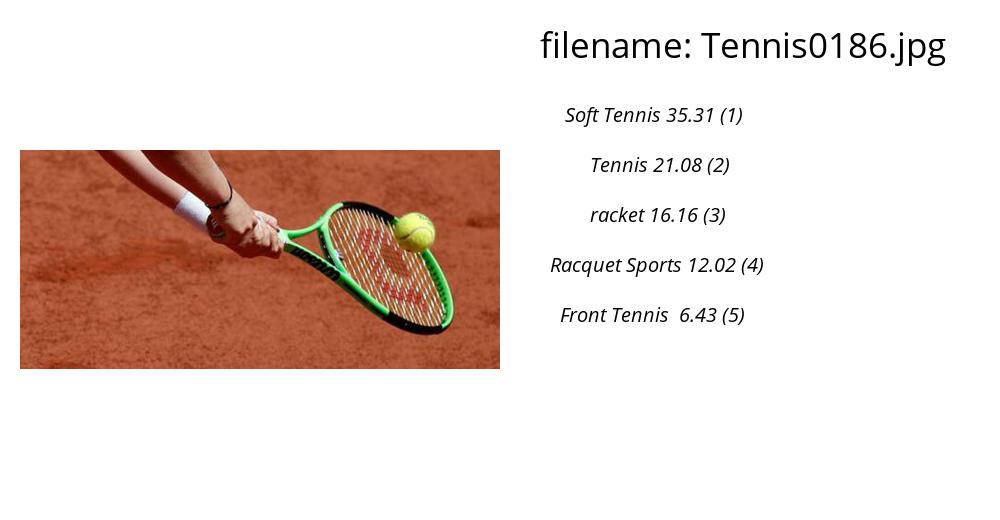 filename: Tennis0186.jpg
Soft Tennis 35.31 (1)
Tennis 21.08 (2)
racket 16.16 (3)
Racquet Sports 12.02 (4)
Front Tennis  6.43 (5)